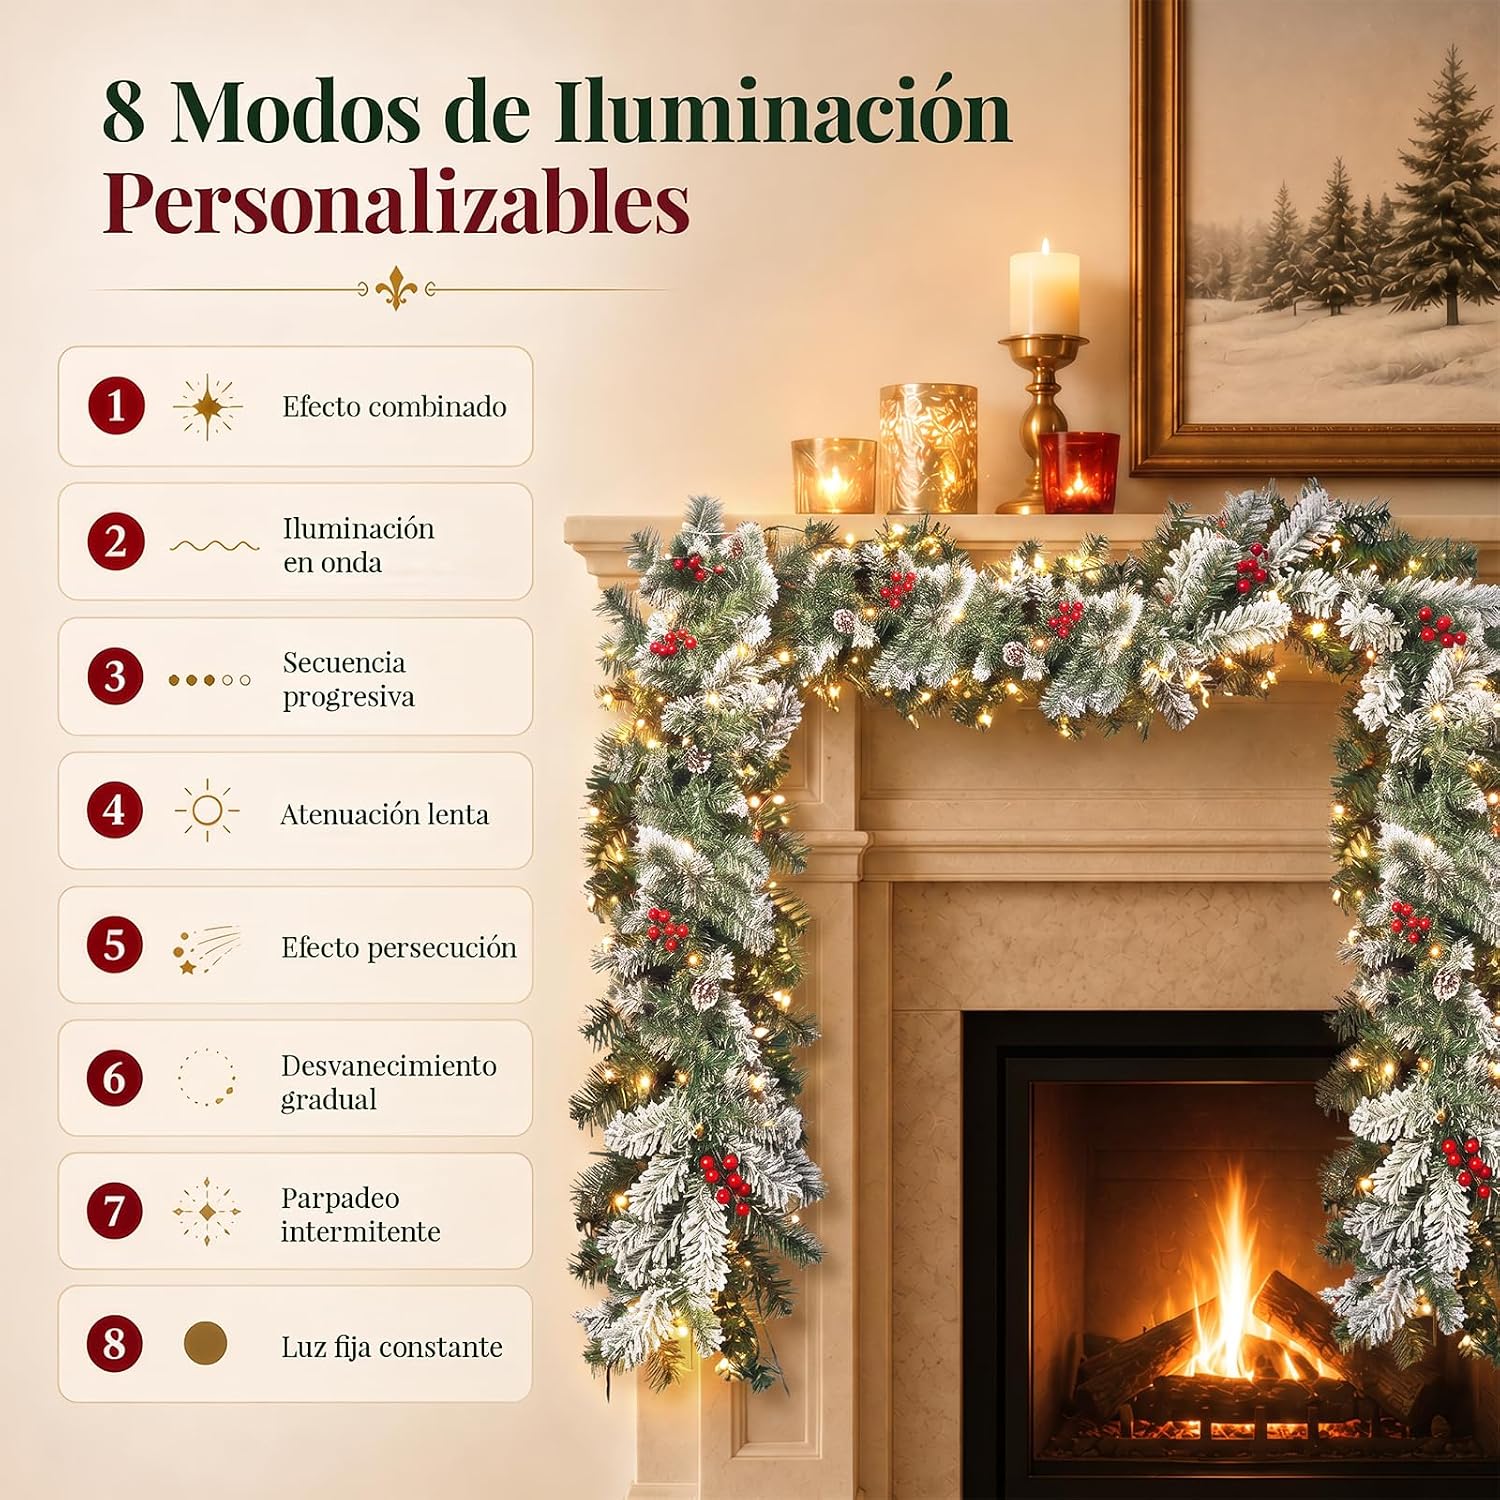 8 Modos de Iluminación
Personalizables
1 Efecto combinado
2 Iluminación
en onda
3 Secuencia
progresiva
4 Atenuación lenta
5 Efecto persecución
6 Desvanecimiento
gradual
7 Parpadeo
intermitente
8 Luz fija constante